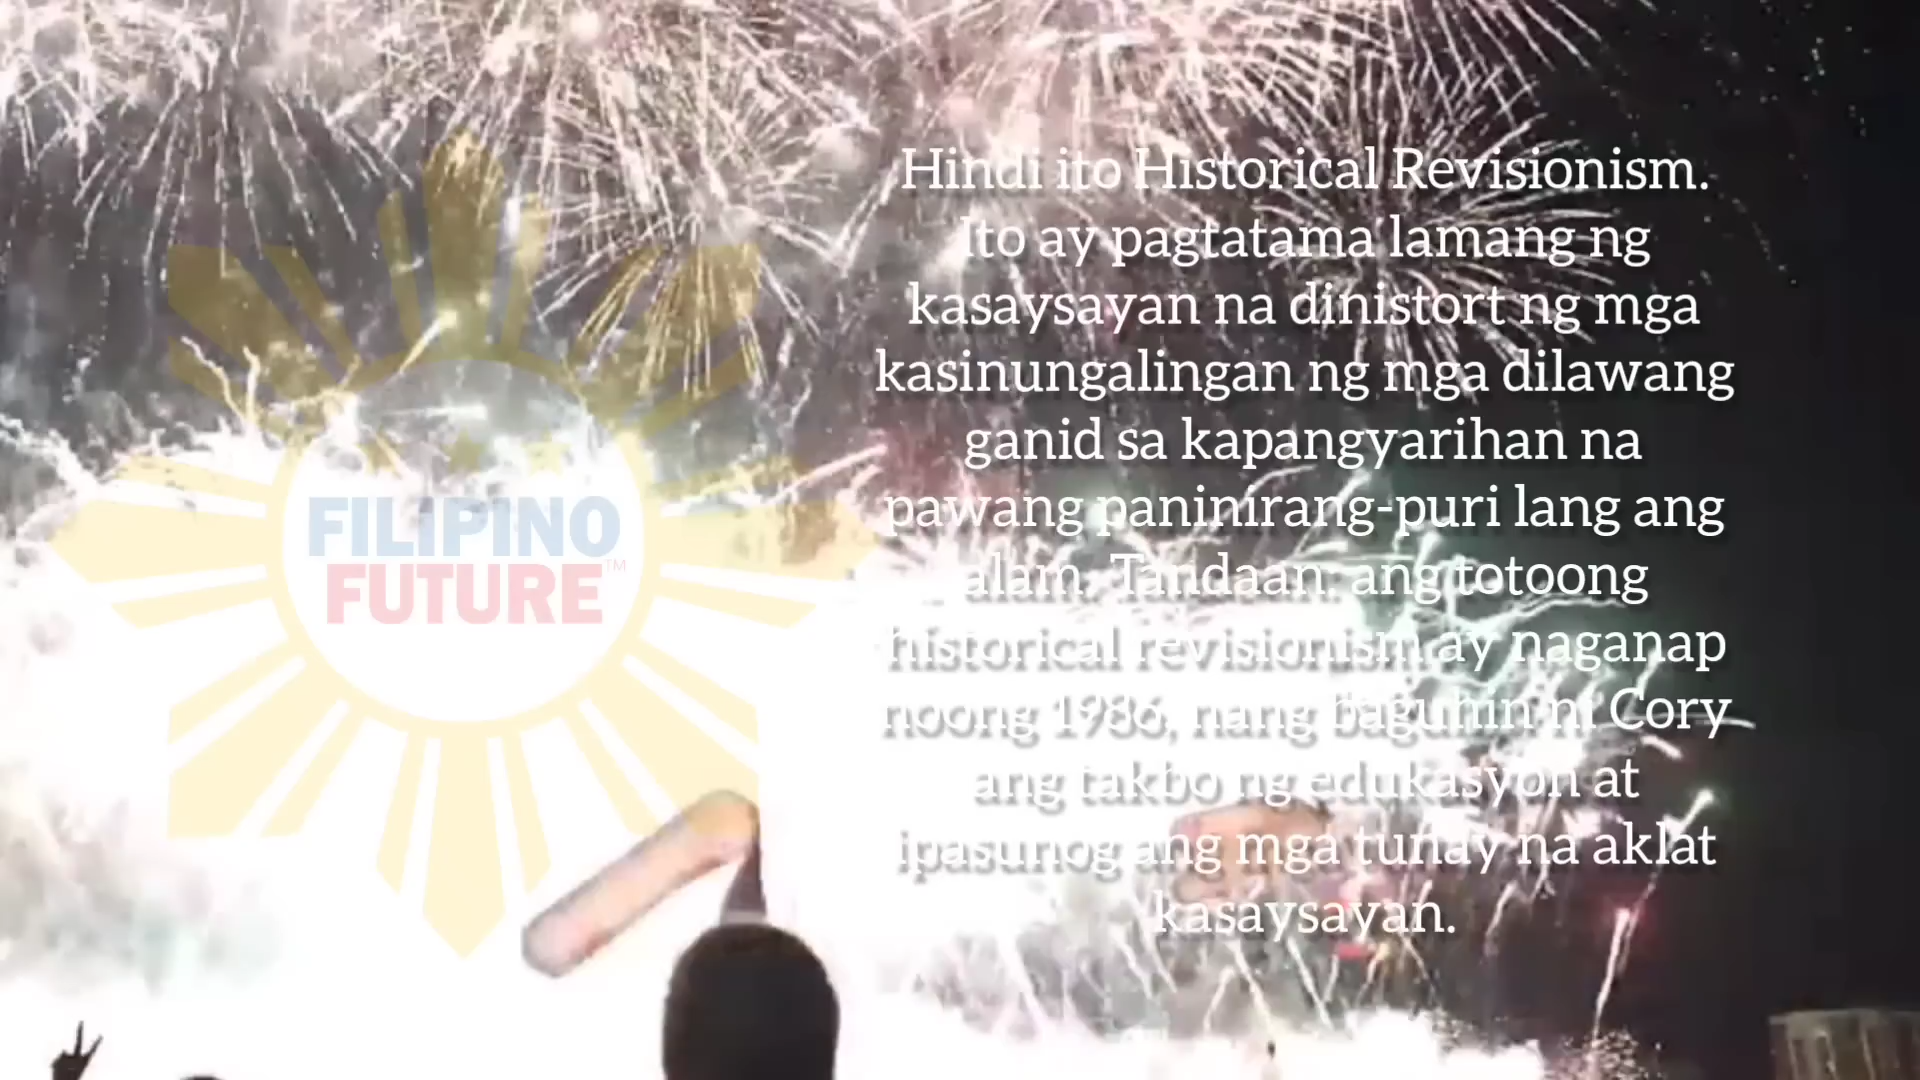 FILIPINO
FUTURE™
Hindi ito Historical Revisionism.
Ito ay pagtatama lamang ng
kasaysayan na dinistort ng mga
kasinungalingan ng mga dilawang
ganid sa kapangyarihan na
pawang paninirang-puri lang ang
Tandaan: ang totoong
historical revisionism ay naganap
noong 1986, nang baguhin ni Cory
ang takbo ng edukasyon at
ipasunog ang mga tunay na aklat
kasaysayan.